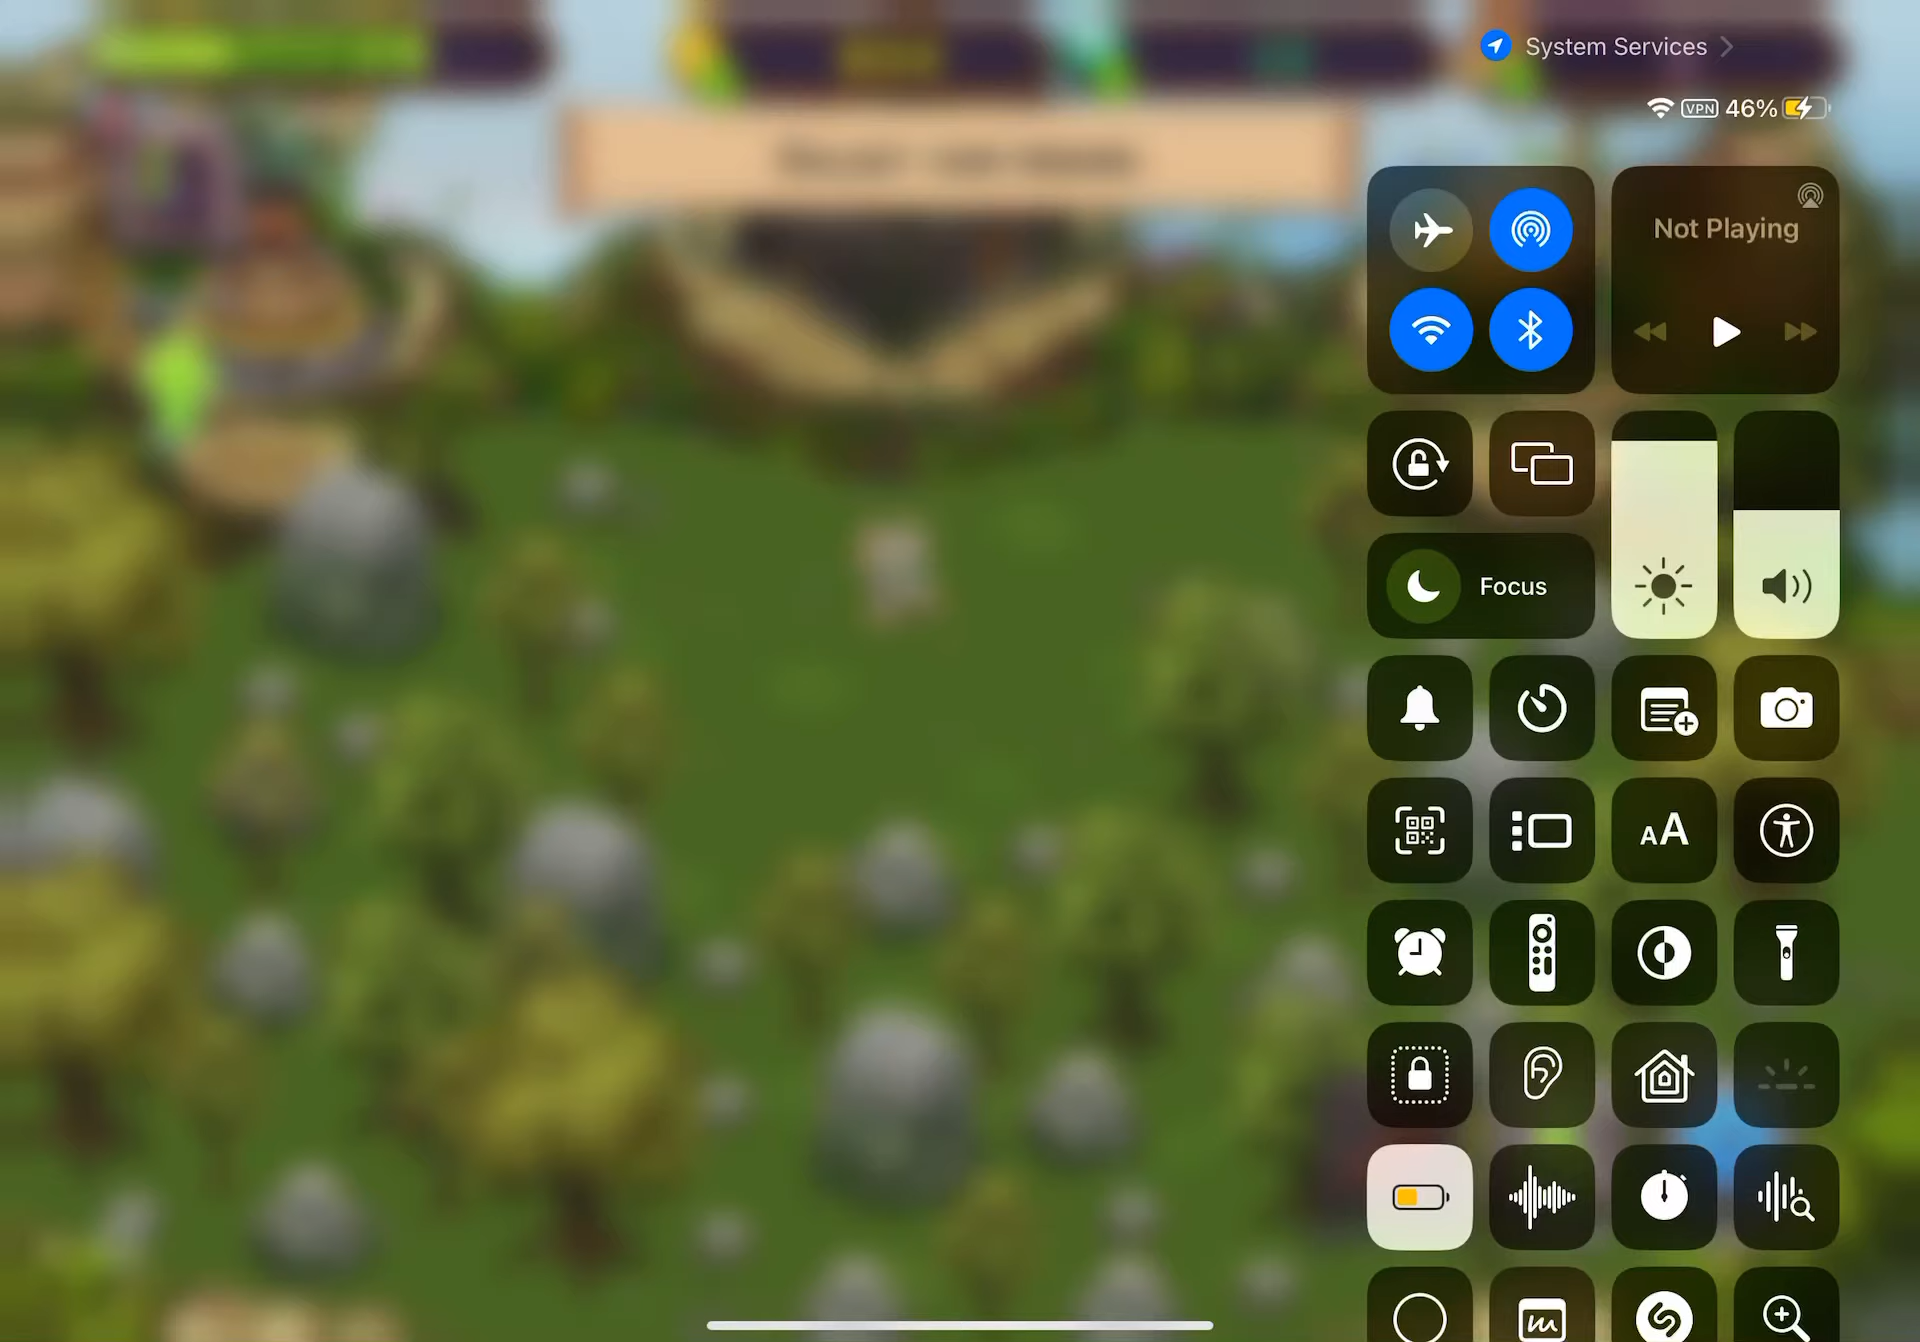 System Services
VPN 46%
Not Playing
Focus
AA